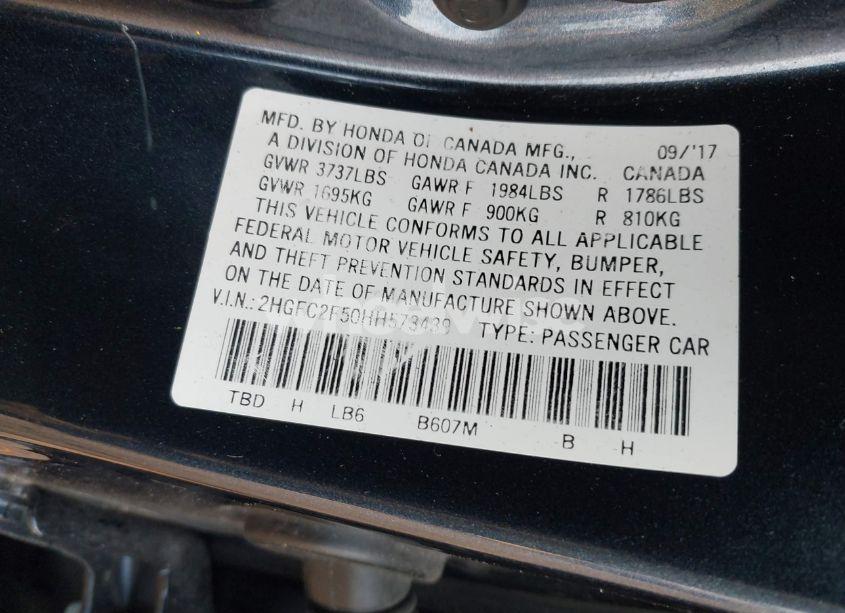 MFD. BY HONDA OF CANADA MFG., 09/'17
A DIVISION OF HONDA CANADA INC. CANADA
GVWR 3737LBS GAWR F 1984LBS R 1786LBS
GVWR 1695KG GAWR F 900KG R 810KG
THIS VEHICLE CONFORMS TO ALL APPLICABLE
FEDERAL MOTOR VEHICLE SAFETY, BUMPER,
AND THEFT PREVENTION STANDARDS IN EFFECT
ON THE DATE OF MANUFACTURE SHOWN ABOVE.
V.I.N.: 2HGFC2F50HH573439 TYPE: PASSENGER CAR
TBD H LB6 B607M B H